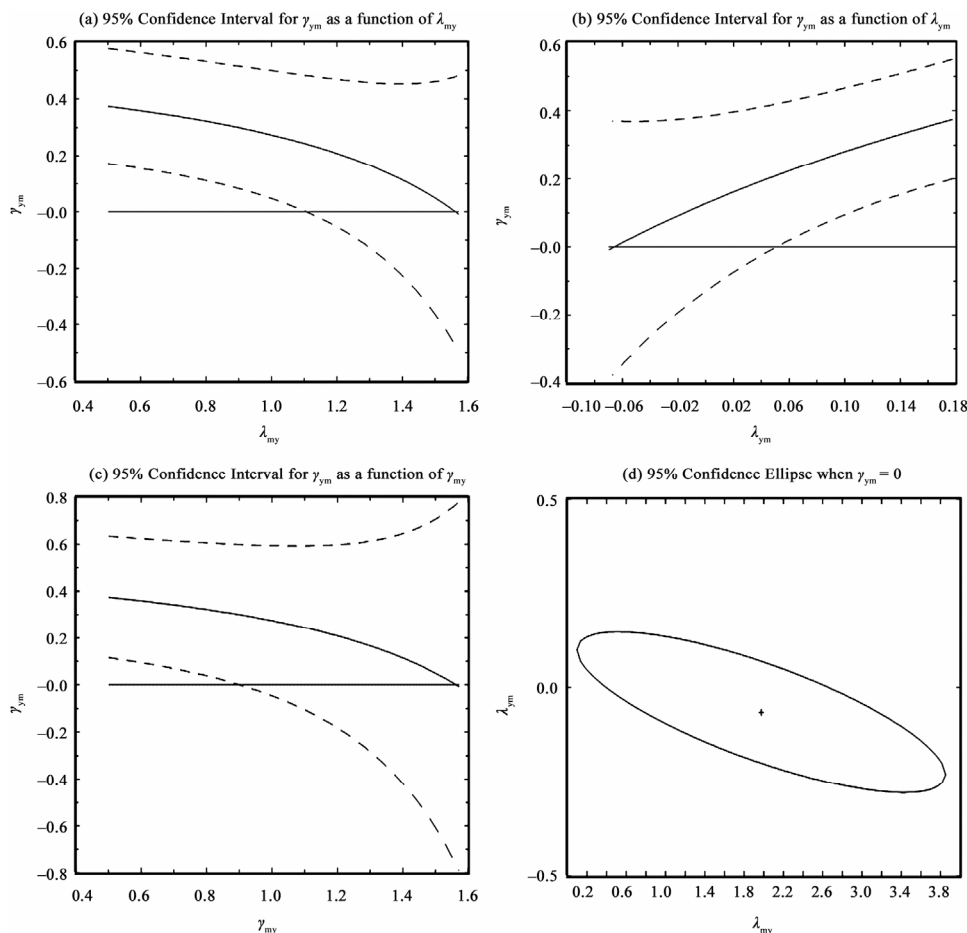 (a) 95% Confidence Interval for γym as a function of λmy
0.6
0.4
0.2
−0.0
−0.2
−0.4
−0.6
γym
0.4 0.6 0.8 1.0 1.2 1.4 1.6
λmy
(b) 95% Confidence Interval for γym as a function of λym
0.6
0.4
0.2
−0.0
−0.2
−0.4
γym
−0.10 −0.06 −0.02 0.02 0.06 0.10 0.14 0.18
λym
(c) 95% Confidence Interval for γym as a function of γmy
0.8
0.6
0.4
0.2
−0.0
−0.2
−0.4
−0.6
−0.8
γym
0.4 0.6 0.8 1.0 1.2 1.4 1.6
γmy
(d) 95% Confidence Ellipse when γym = 0
0.5
0.0
−0.5
λym
0.2 0.6 1.0 1.4 1.8 2.2 2.6 3.0 3.4 3.8
λmy